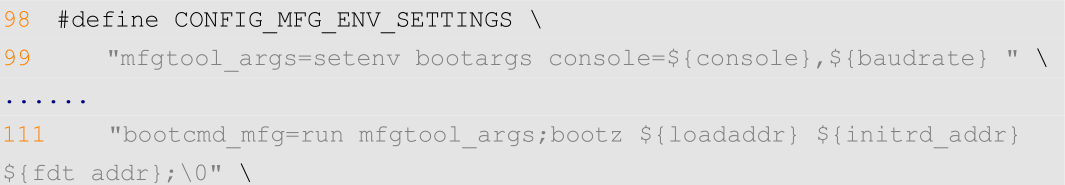 98 #define CONFIG_MFG_ENV_SETTINGS \
99 "mfgtool_args=setenv bootargs console=${console},${baudrate} " \
......
111 "bootcmd_mfg=run mfgtool_args;bootz ${loadaddr} ${initrd_addr}
${fdt_addr};\0" \